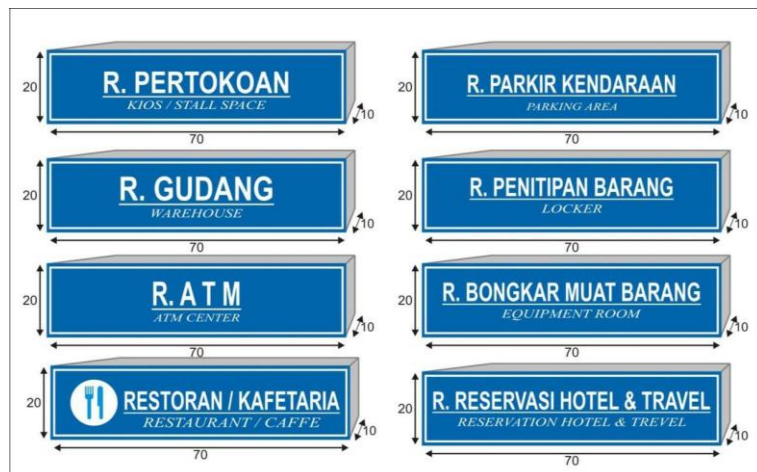 R. PERTOKOAN
KIOS / STALL SPACE
20
70
10
R. PARKIR KENDARAAN
PARKING AREA
20
70
10
R. GUDANG
WAREHOUSE
20
70
10
R. PENITIPAN BARANG
LOCKER
20
70
10
R. A T M
ATM CENTER
20
70
10
R. BONGKAR MUAT BARANG
EQUIPMENT ROOM
20
70
10
RESTORAN / KAFETARIA
RESTAURANT / CAFFE
20
70
10
R. RESERVASI HOTEL & TRAVEL
RESERVATION HOTEL & TREVEL
20
70
10